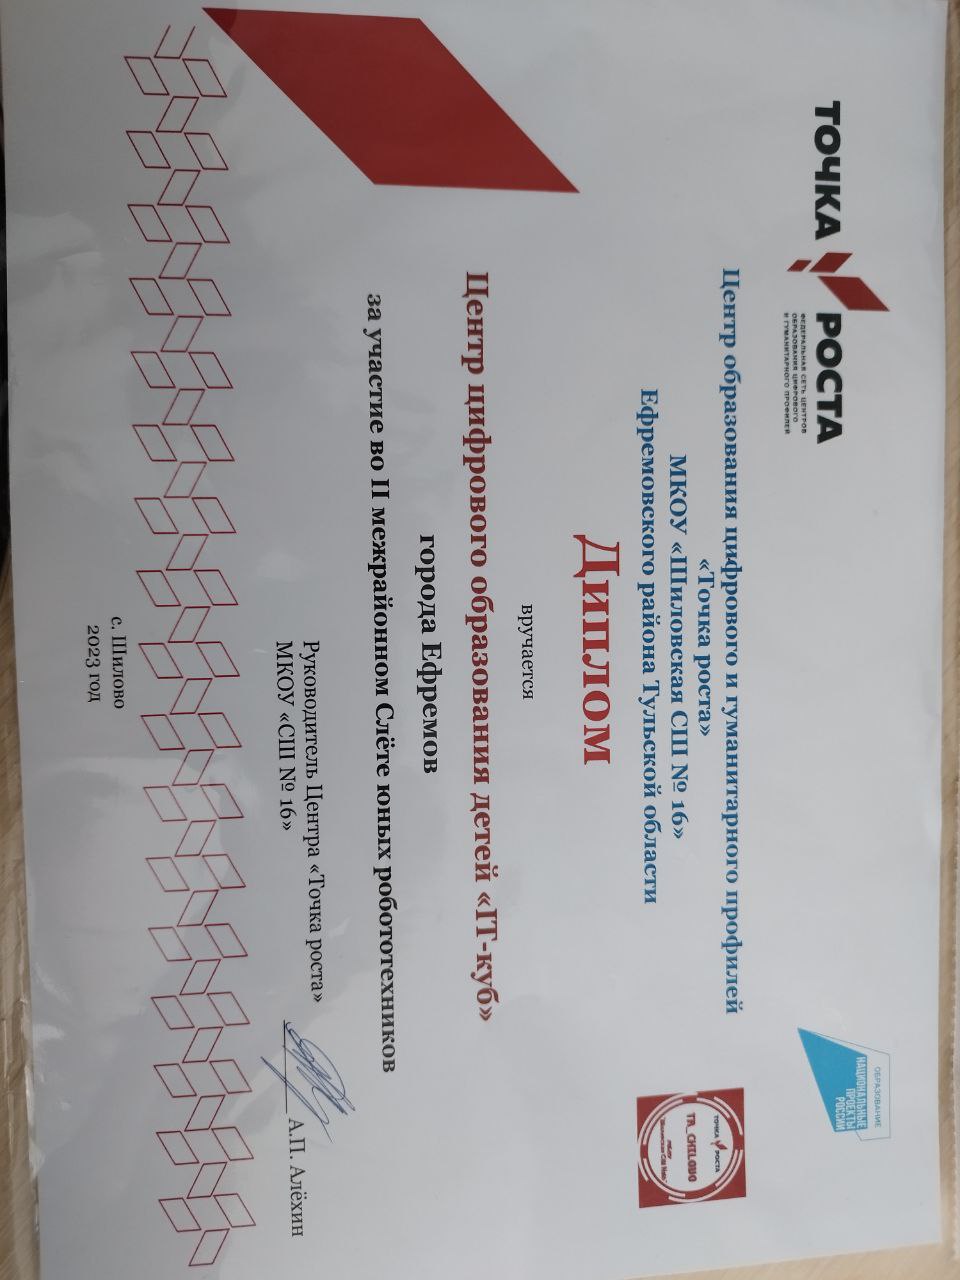 ТОЧКА РОСТА
ФЕДЕРАЛЬНАЯ СЕТЬ ЦЕНТРОВ
ОБРАЗОВАНИЯ ЦИФРОВОГО
И ГУМАНИТАРНОГО ПРОФИЛЕЙ
ОБРАЗОВАНИЕ
НАЦИОНАЛЬНЫЕ
ПРОЕКТЫ
РОССИИ
Центр образования цифрового и гуманитарного профилей
«Точка роста»
МКОУ «Шиловская СШ № 16»
Ефремовского района Тульской области
ТОЧКА РОСТА
TR_CHILOVO
Диплом
вручается
Центр цифрового образования детей «IT-куб»
города Ефремов
за участие во II межрайонном Слёте юных робототехников
Руководитель Центра «Точка роста»
МКОУ «СШ № 16»
А.П. Алёхин
с. Шилово
2023 год